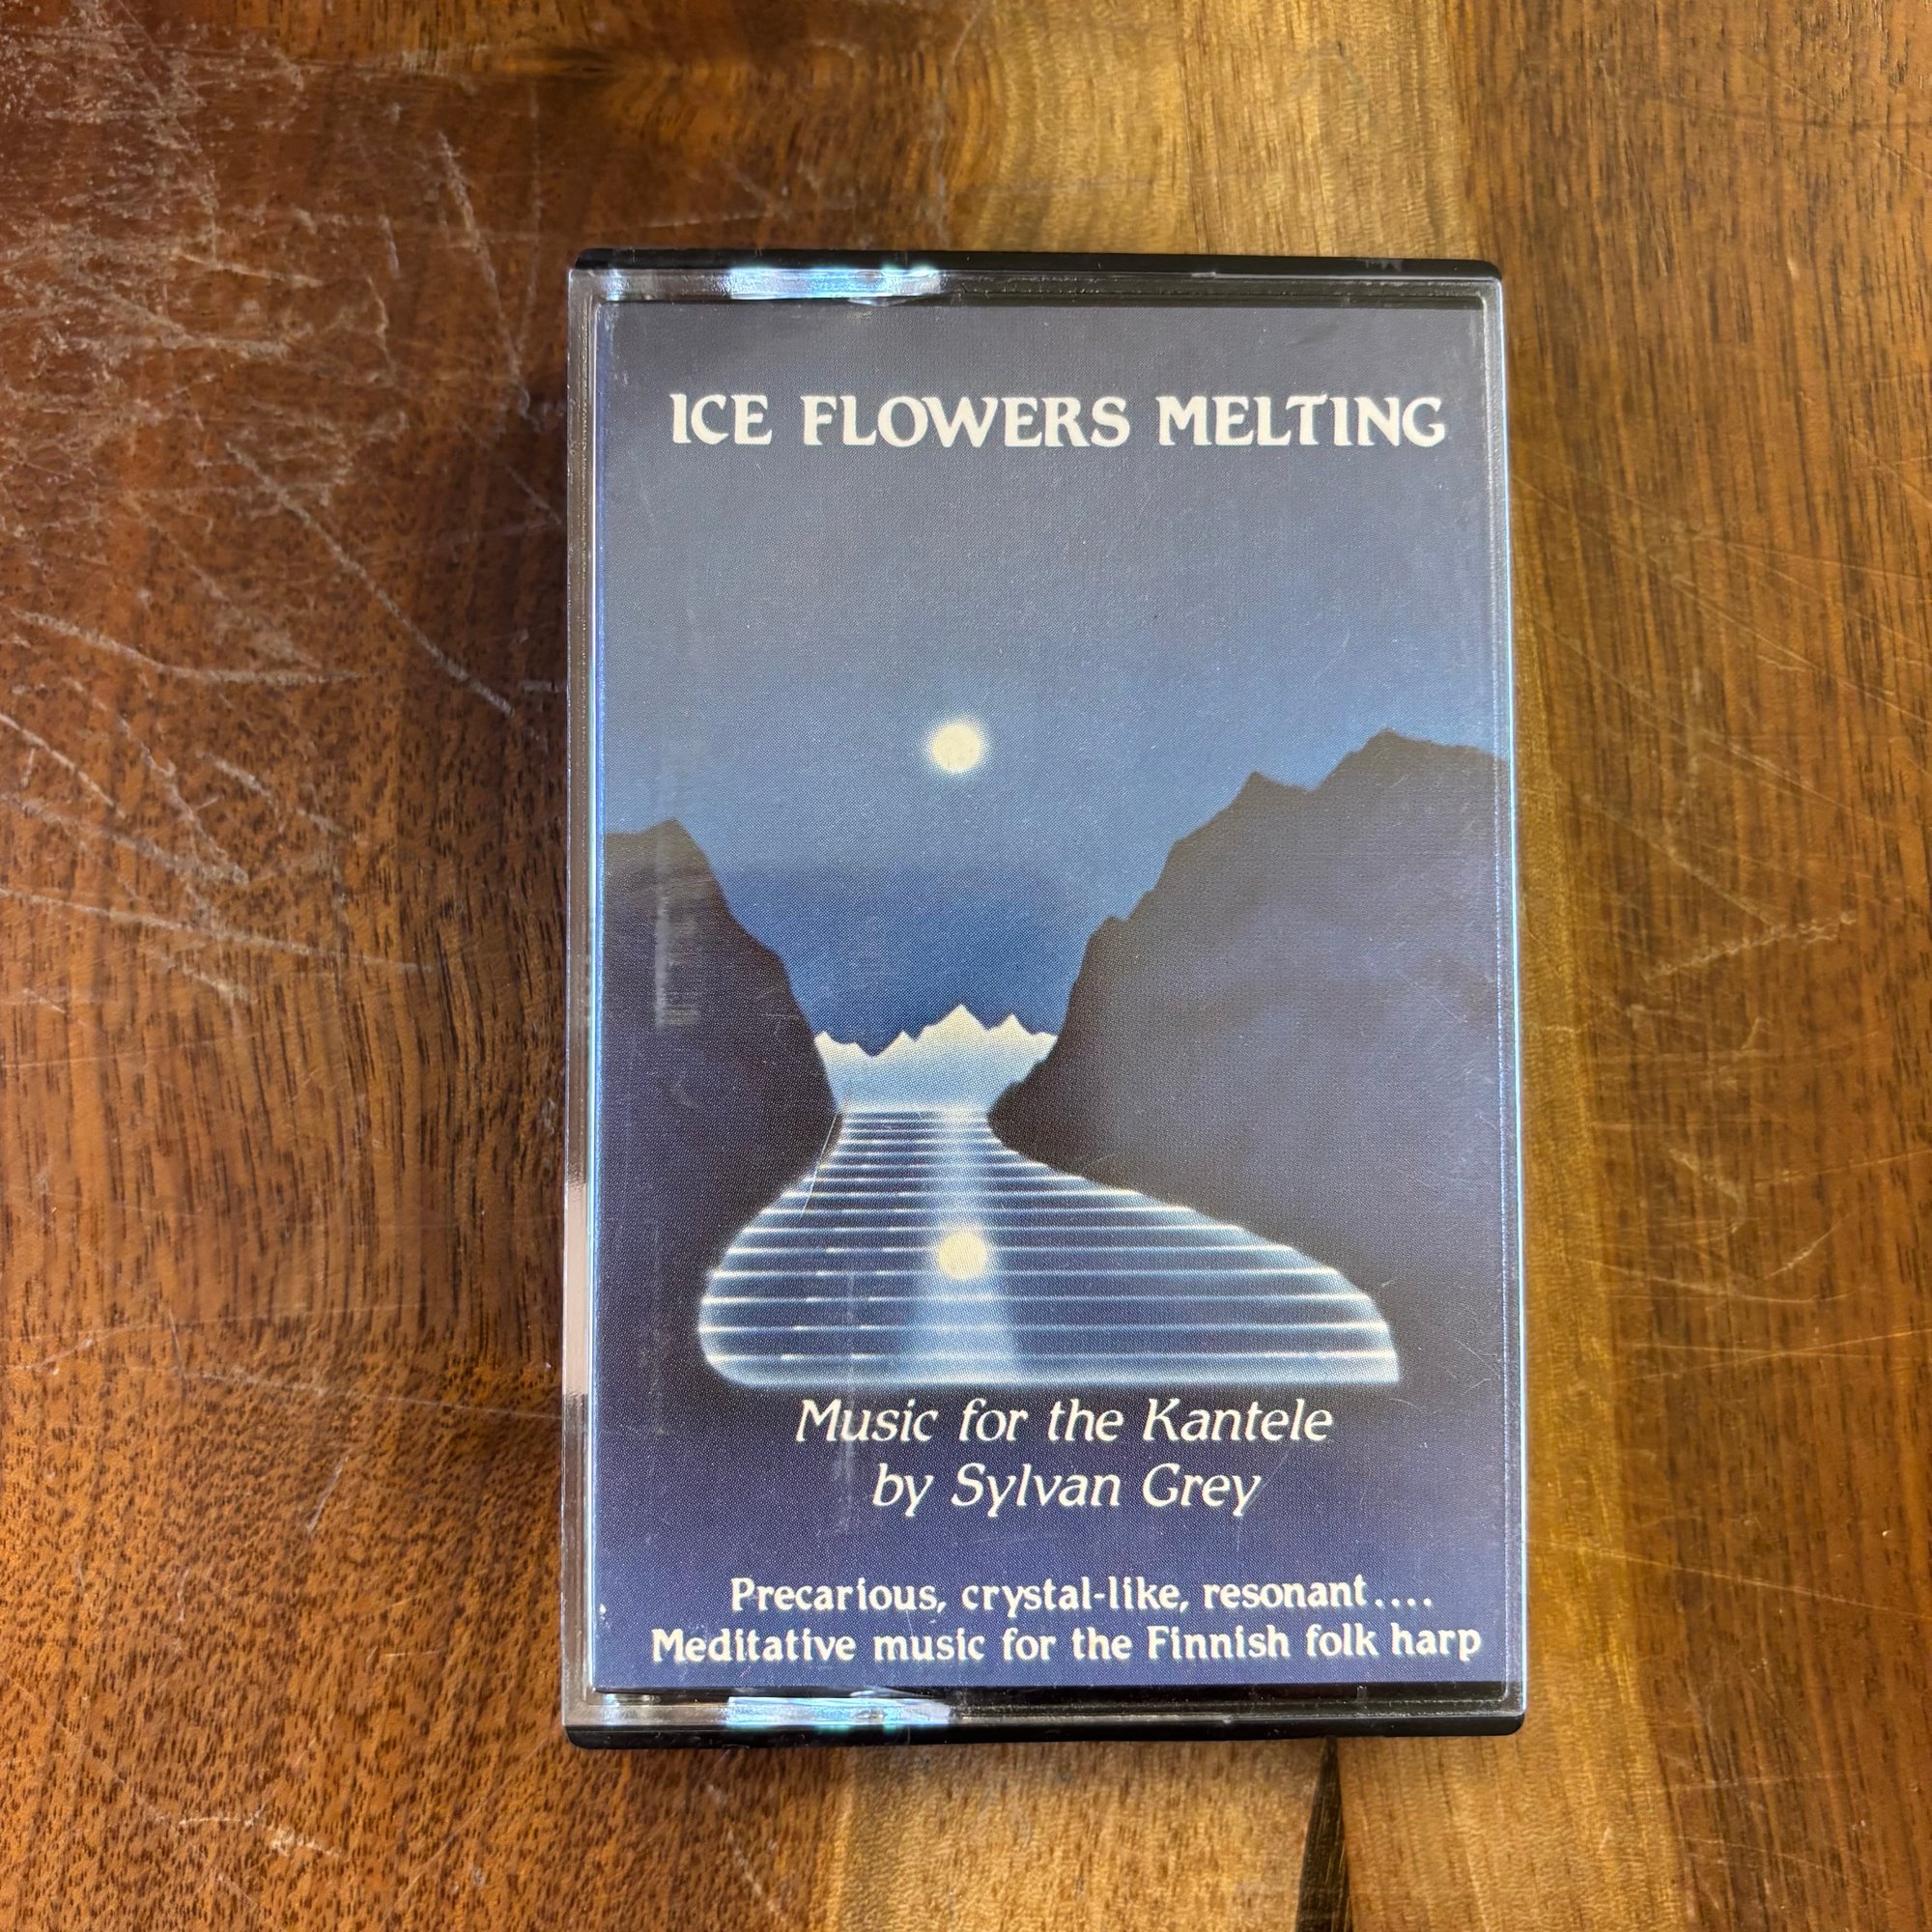 ICE FLOWERS MELTING
Music for the Kantele
by Sylvan Grey
Precarious, crystal-like, resonant....
Meditative music for the Finnish folk harp